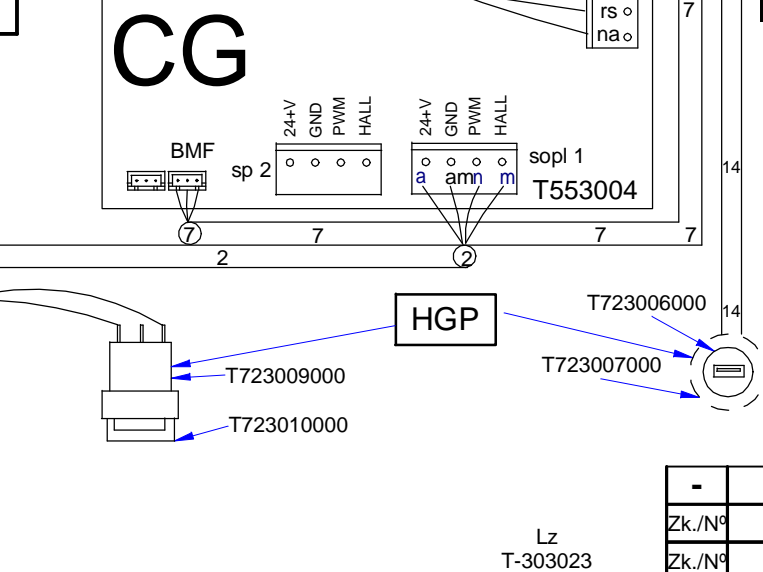 rs
na
7
CG
24+V
GND
PWM
HALL
24+V
GND
PWM
HALL
BMF
sp 2
sopl 1
a
am
n
m
T553004
14
7
7
7
7
2
2
HGP
T723006000
14
T723007000
T723009000
T723010000
-
Zk./Nº
Lz
T-303023
Zk./Nº